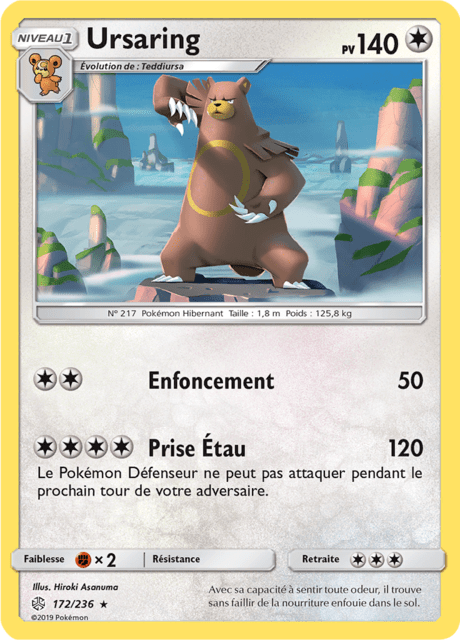 NIVEAU 1
Ursaring
PV 140
Évolution de : Teddiursa
N° 217 Pokémon Hibernant Taille : 1,8 m Poids : 125,8 kg
Enfoncement 50
Prise Étau 120
Le Pokémon Défenseur ne peut pas attaquer pendant le
prochain tour de votre adversaire.
Faiblesse ×2 Résistance Retraite
Illus. Hiroki Asanuma
172/236 ★
©2019 Pokémon
Avec sa capacité à sentir toute odeur, il trouve
sans faillir de la nourriture enfouie dans le sol.